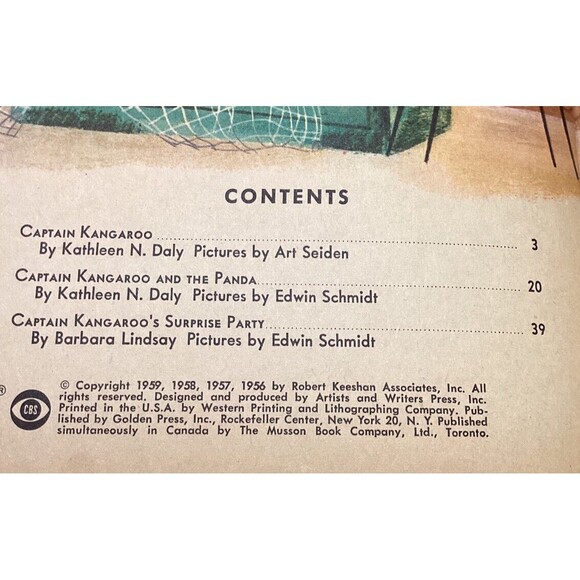 CONTENTS
CAPTAIN KANGAROO 3
By Kathleen N. Daly Pictures by Art Seiden
CAPTAIN KANGAROO AND THE PANDA 20
By Kathleen N. Daly Pictures by Edwin Schmidt
CAPTAIN KANGAROO'S SURPRISE PARTY 39
By Barbara Lindsay Pictures by Edwin Schmidt
© Copyright 1959, 1958, 1957, 1956 by Robert Keeshan Associates, Inc. All
rights reserved. Designed and produced by Artists and Writers Press, Inc.
Printed in the U.S.A. by Western Printing and Lithographing Company. Pub-
lished by Golden Press, Inc., Rockefeller Center, New York 20, N. Y. Published
simultaneously in Canada by The Musson Book Company, Ltd., Toronto.
®
CBS